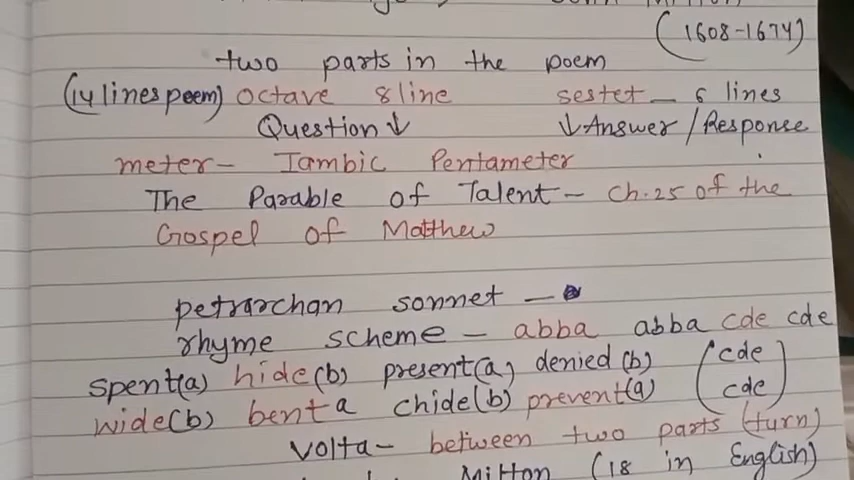 (1608-1674)
two parts in the poem
(14 lines poem) octave 8 line sestet - 6 lines
Question ↓ ↓ Answer / Response
meter - Iambic Pentameter
The Parable of Talent - Ch.25 of the
Gospel of Matthew
petrarchan sonnet -
rhyme scheme - abba abba cde cde
spent(a) hide(b) present(a) denied(b) (cde
wide(b) bent a chide(b) prevent(a) cde)
Volta - between two parts (turn)
Milton (18 in English)